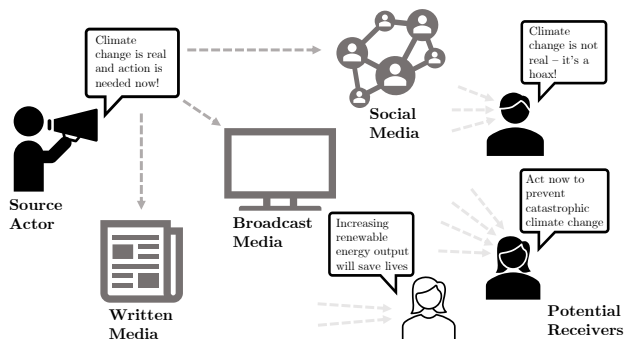 Climate
change is real
and action is
needed now!
Source
Actor
Written
Media
Broadcast
Media
Social
Media
Climate
change is not
real – it's a
hoax!
Act now to
prevent
catastrophic
climate change
Increasing
renewable
energy output
will save lives
Potential
Receivers